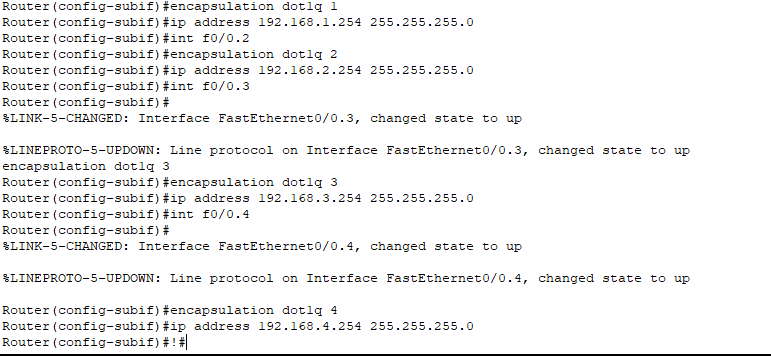 Router(config-subif)#encapsulation dot1q 1
Router(config-subif)#ip address 192.168.1.254 255.255.255.0
Router(config-subif)#int f0/0.2
Router(config-subif)#encapsulation dot1q 2
Router(config-subif)#ip address 192.168.2.254 255.255.255.0
Router(config-subif)#int f0/0.3
Router(config-subif)#
%LINK-5-CHANGED: Interface FastEthernet0/0.3, changed state to up
%LINEPROTO-5-UPDOWN: Line protocol on Interface FastEthernet0/0.3, changed state to up
encapsulation dot1q 3
Router(config-subif)#encapsulation dot1q 3
Router(config-subif)#ip address 192.168.3.254 255.255.255.0
Router(config-subif)#int f0/0.4
Router(config-subif)#
%LINK-5-CHANGED: Interface FastEthernet0/0.4, changed state to up
%LINEPROTO-5-UPDOWN: Line protocol on Interface FastEthernet0/0.4, changed state to up
Router(config-subif)#encapsulation dot1q 4
Router(config-subif)#ip address 192.168.4.254 255.255.255.0
Router(config-subif)#!#